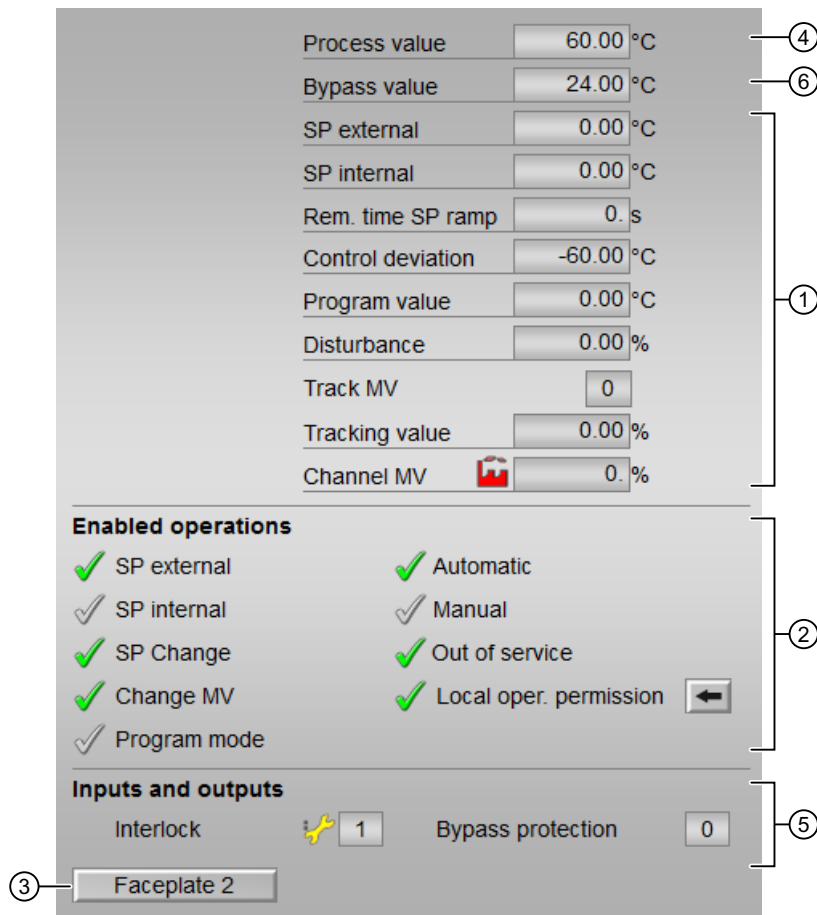 Process value 60.00 °C 4
Bypass value 24.00 °C 6
SP external 0.00 °C
SP internal 0.00 °C
Rem. time SP ramp 0. s
Control deviation -60.00 °C
Program value 0.00 °C 1
Disturbance 0.00 %
Track MV 0
Tracking value 0.00 %
Channel MV 0. %
Enabled operations
SP external Automatic
SP internal Manual
2
SP Change Out of service
Change MV Local oper. permission
Program mode
Inputs and outputs
Interlock 1 Bypass protection 0 5
3 Faceplate 2